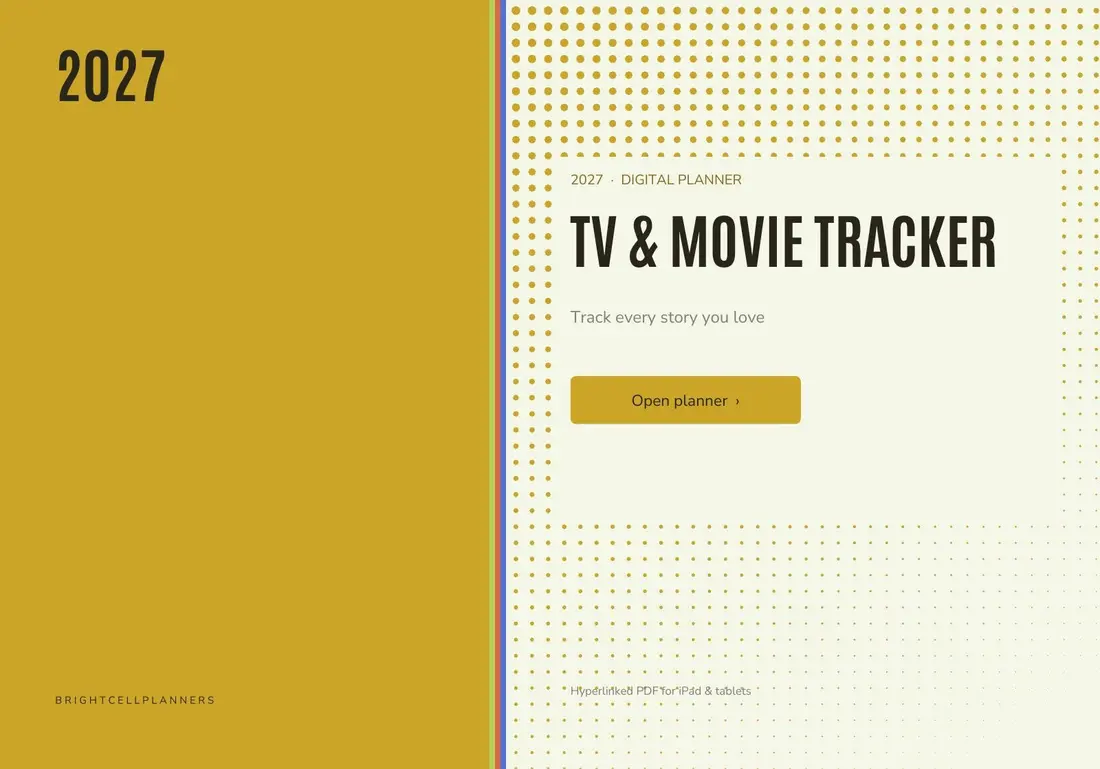 2027
BRIGHTCELLPLANNERS
2027 · DIGITAL PLANNER
TV & MOVIE TRACKER
Track every story you love
Open planner ›
Hyperlinked PDF for iPad & tablets